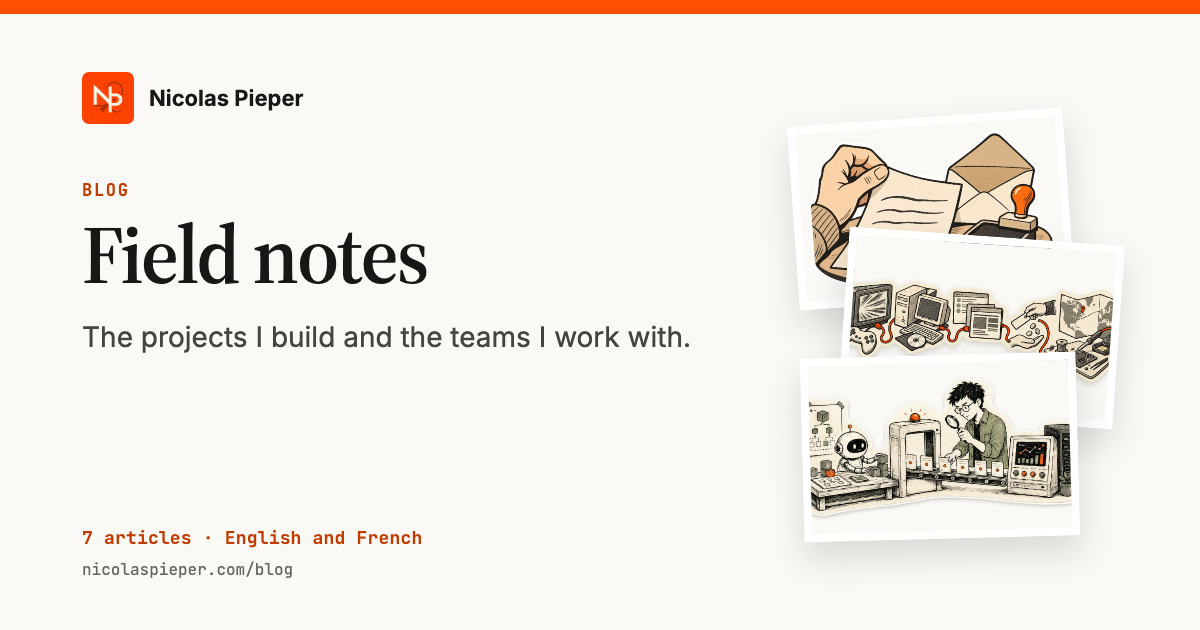 NP
Nicolas Pieper
BLOG
Field notes
The projects I build and the teams I work with.
7 articles · English and French
nicolaspieper.com/blog